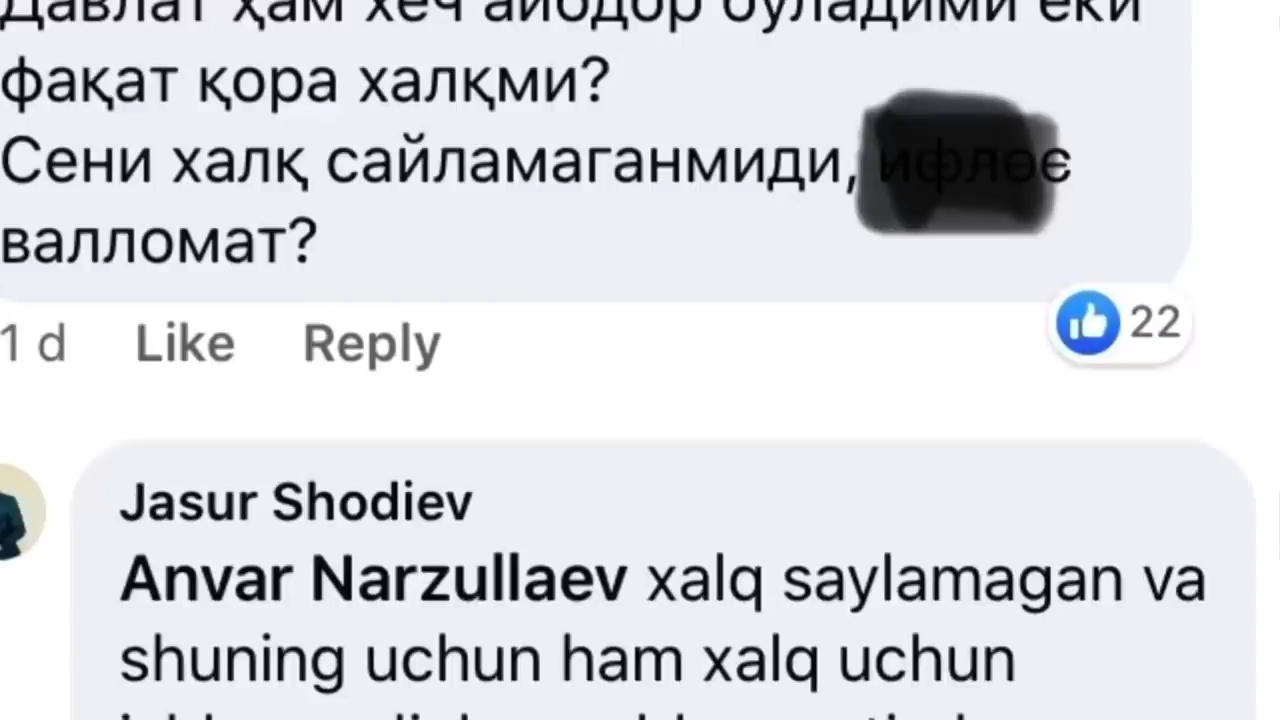 Давлат ҳам хеч айбдор бўладими ёки
фақат қора халқми?
Сени халқ сайламаганмиди, ифлос
валломат?
1 d Like Reply
22
Jasur Shodiev
Anvar Narzullaev xalq saylamagan va
shuning uchun ham xalq uchun